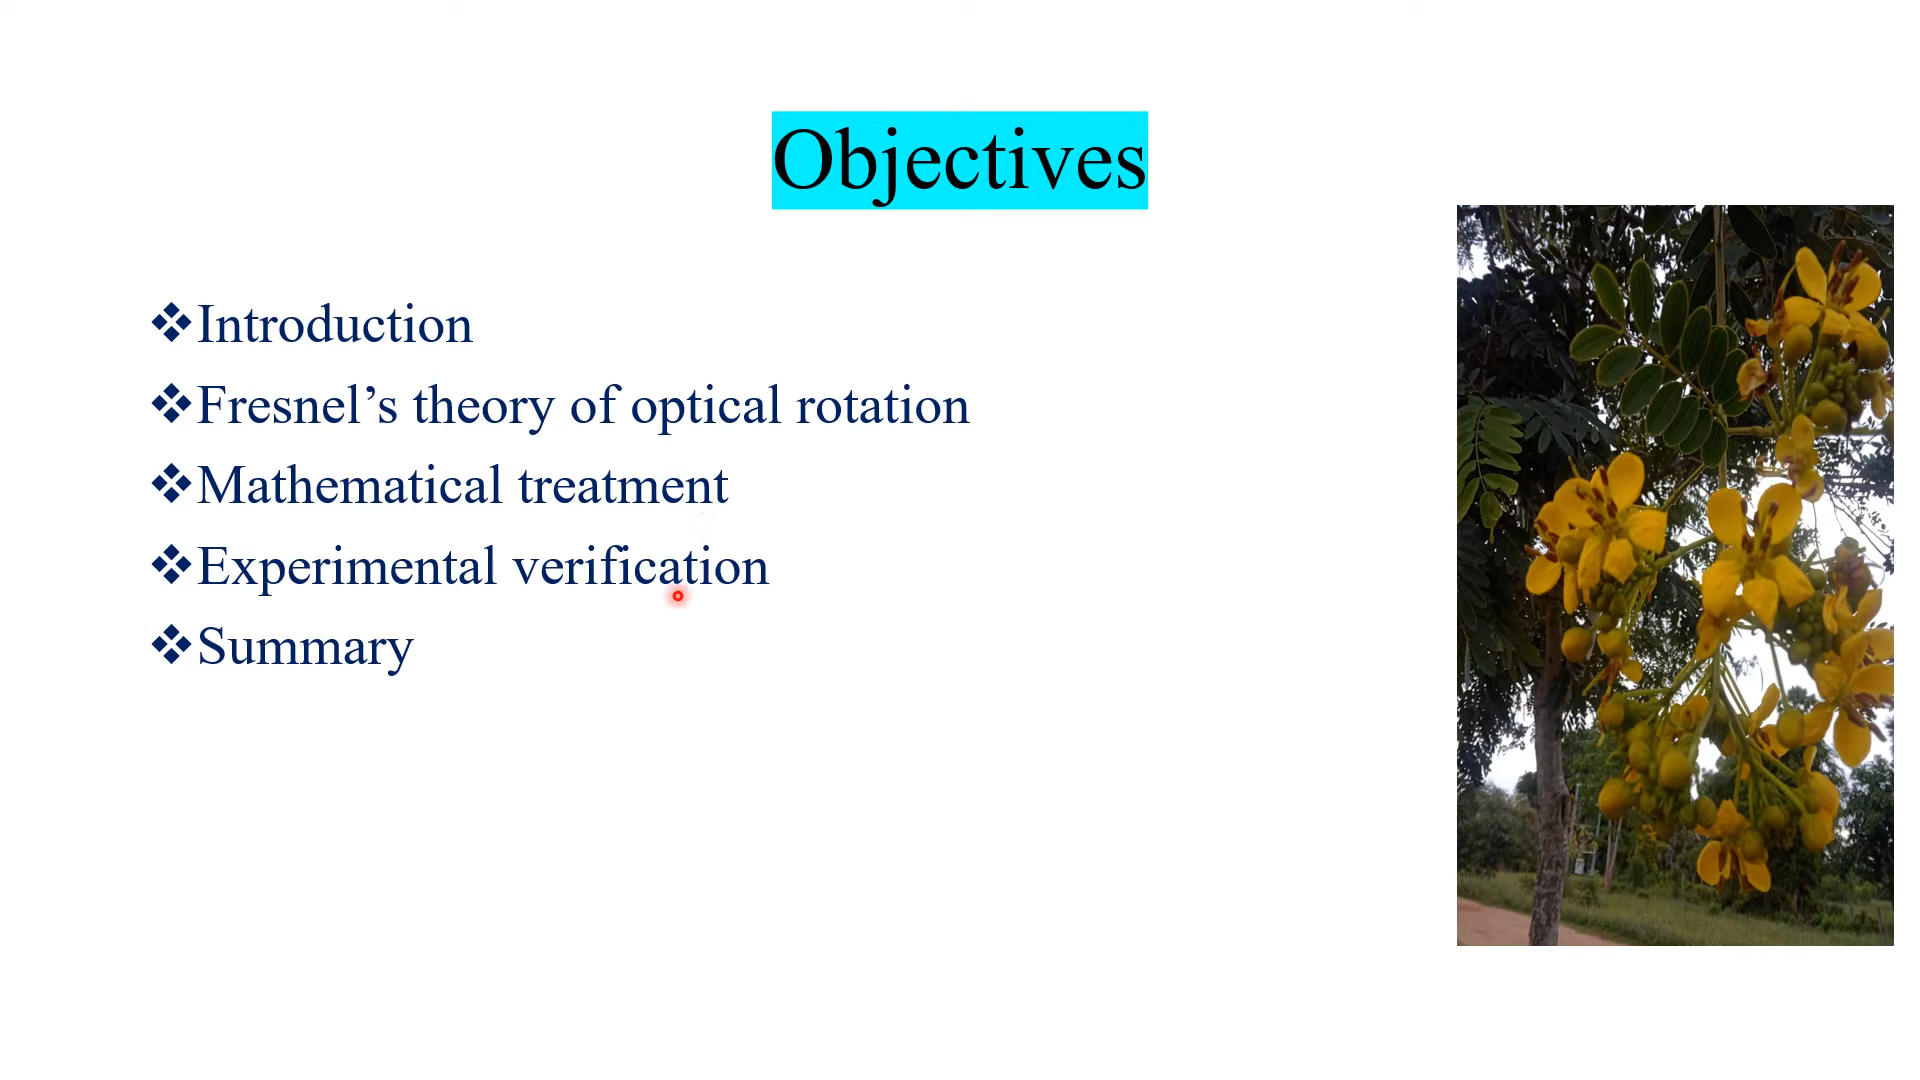 Objectives
❖Introduction
❖Fresnel’s theory of optical rotation
❖Mathematical treatment
❖Experimental verification
❖Summary